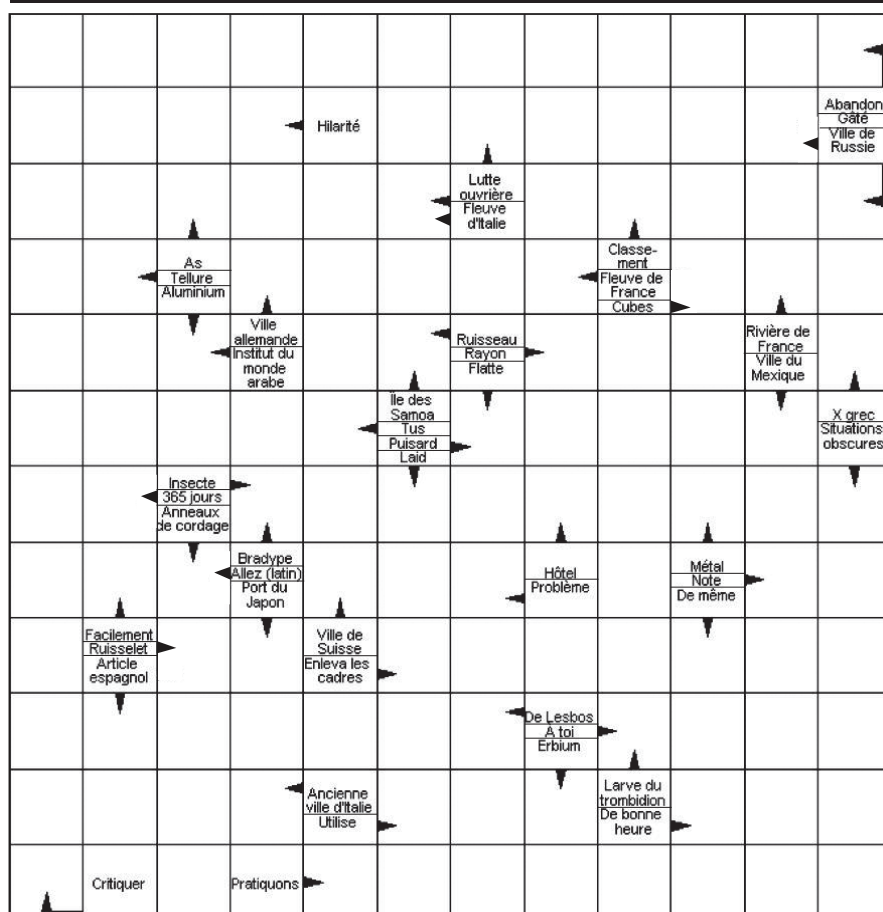 Hilarité
Abandon
Gâté
Ville de
Russie
Lutte
ouvrière
Fleuve
d'Italie
As
Tellure
Aluminium
Classe-
ment
Fleuve de
France
Cubes
Ville
allemande
Institut du
monde
arabe
Ruisseau
Rayon
Flatte
Rivière de
France
Ville du
Mexique
Île des
Samoa
Tus
Puisard
Laid
X grec
Situations
obscures
Insecte
365 jours
Anneaux
de cordage
Bradype
Allez (latin)
Port du
Japon
Hôtel
Problème
Métal
Note
De même
Facilement
Ruisselet
Article
espagnol
Ville de
Suisse
Enleva les
cadres
De Lesbos
À toi
Erbium
Ancienne
ville d'Italie
Utilise
Larve du
trombidion
De bonne
heure
Critiquer
Pratiquons